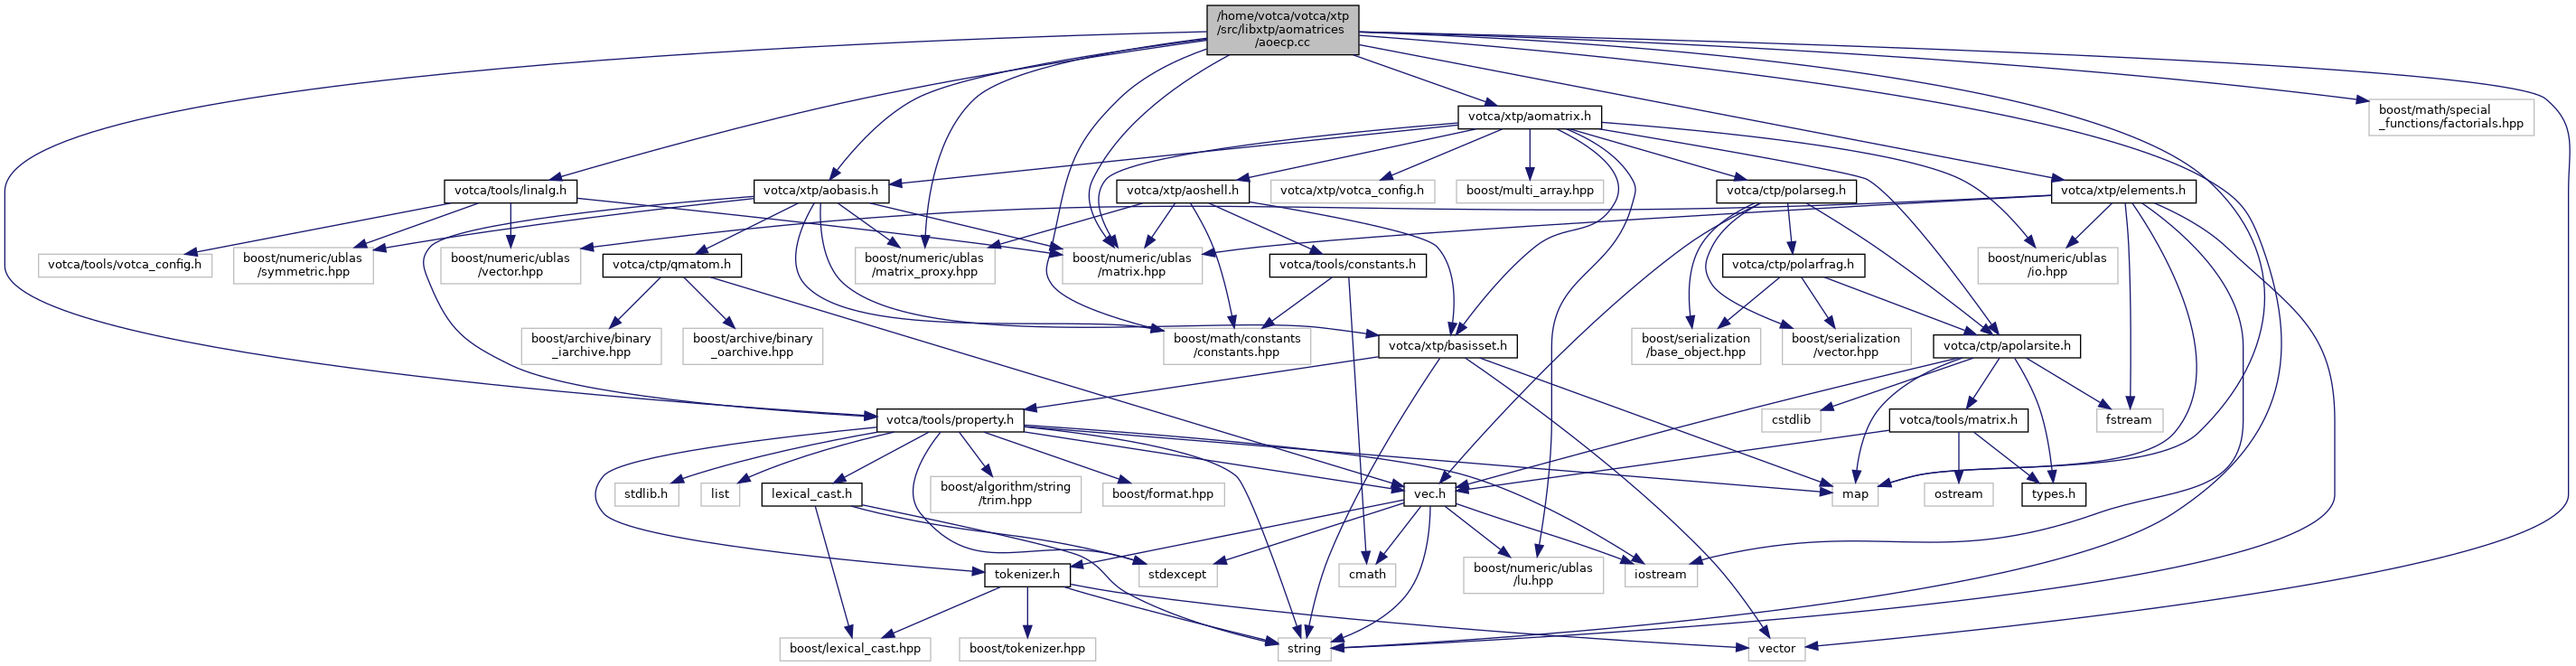 /home/votca/votca/xtp
/src/libxtp/aomatrices
/aoecp.cc
votca/xtp/aomatrix.h
boost/math/special
_functions/factorials.hpp
votca/tools/linalg.h
votca/xtp/aobasis.h
votca/xtp/aoshell.h
votca/xtp/votca_config.h
boost/multi_array.hpp
votca/ctp/polarseg.h
votca/xtp/elements.h
votca/tools/votca_config.h
boost/numeric/ublas
/symmetric.hpp
boost/numeric/ublas
/vector.hpp
votca/ctp/qmatom.h
boost/numeric/ublas
/matrix_proxy.hpp
boost/numeric/ublas
/matrix.hpp
votca/tools/constants.h
votca/ctp/polarfrag.h
boost/numeric/ublas
/io.hpp
boost/archive/binary
_iarchive.hpp
boost/archive/binary
_oarchive.hpp
boost/math/constants
/constants.hpp
votca/xtp/basisset.h
boost/serialization
/base_object.hpp
boost/serialization
/vector.hpp
votca/ctp/apolarsite.h
votca/tools/property.h
cstdlib
votca/tools/matrix.h
fstream
stdlib.h
list
lexical_cast.h
boost/algorithm/string
/trim.hpp
boost/format.hpp
vec.h
map
ostream
types.h
tokenizer.h
stdexcept
cmath
boost/numeric/ublas
/lu.hpp
iostream
boost/lexical_cast.hpp
boost/tokenizer.hpp
string
vector